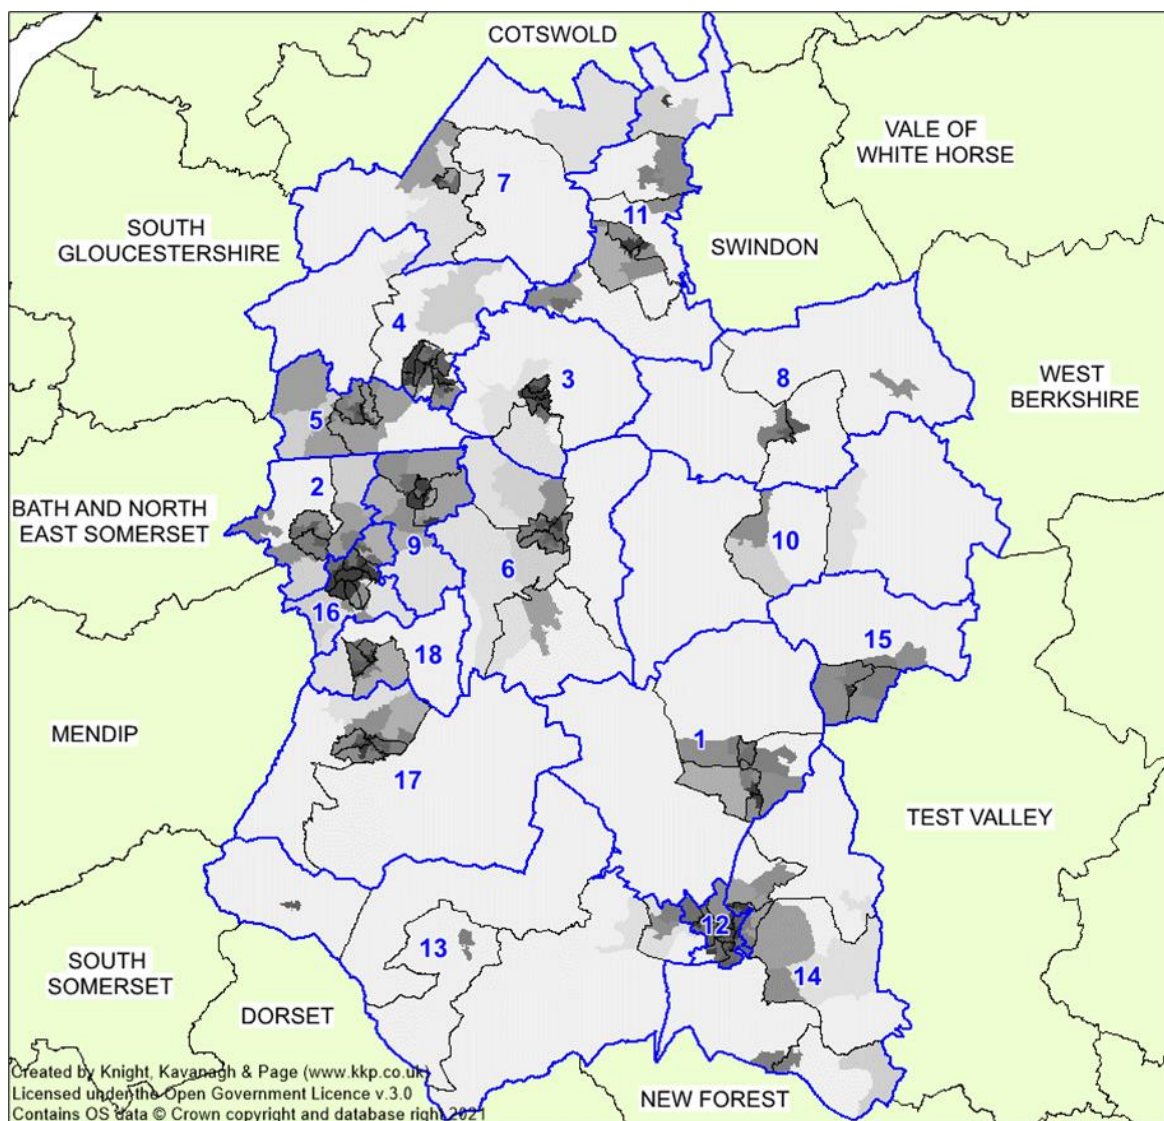 COTSWOLD
VALE OF
WHITE HORSE
7
SOUTH
GLOUCESTERSHIRE
11
SWINDON
4
3
8
WEST
BERKSHIRE
5
2
BATH AND NORTH
EAST SOMERSET
9
10
6
16
18
15
MENDIP
1
17
TEST VALLEY
12
13
14
SOUTH
SOMERSET
DORSET
Created by Knight, Kavanagh & Page (www.kkp.co.uk)
Licensed under the Open Government Licence v.3.0
NEW FOREST
Contains OS data © Crown copyright and database right 2021